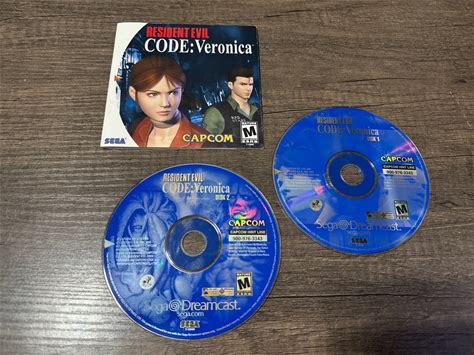 RESIDENT EVIL
CODE:Veronica
SEGA
CAPCOM
MATURE
M
RESIDENT EVIL
CODE:Veronica
DISK 1
CAPCOM
CAPCOM HINT LINE
900-976-3343
M
Sega Dreamcast.
SEGA
RESIDENT EVIL
CODE:Veronica
DISK 2
CAPCOM
CAPCOM HINT LINE
900-976-3343
M
Sega Dreamcast.
sega.com
SEGA